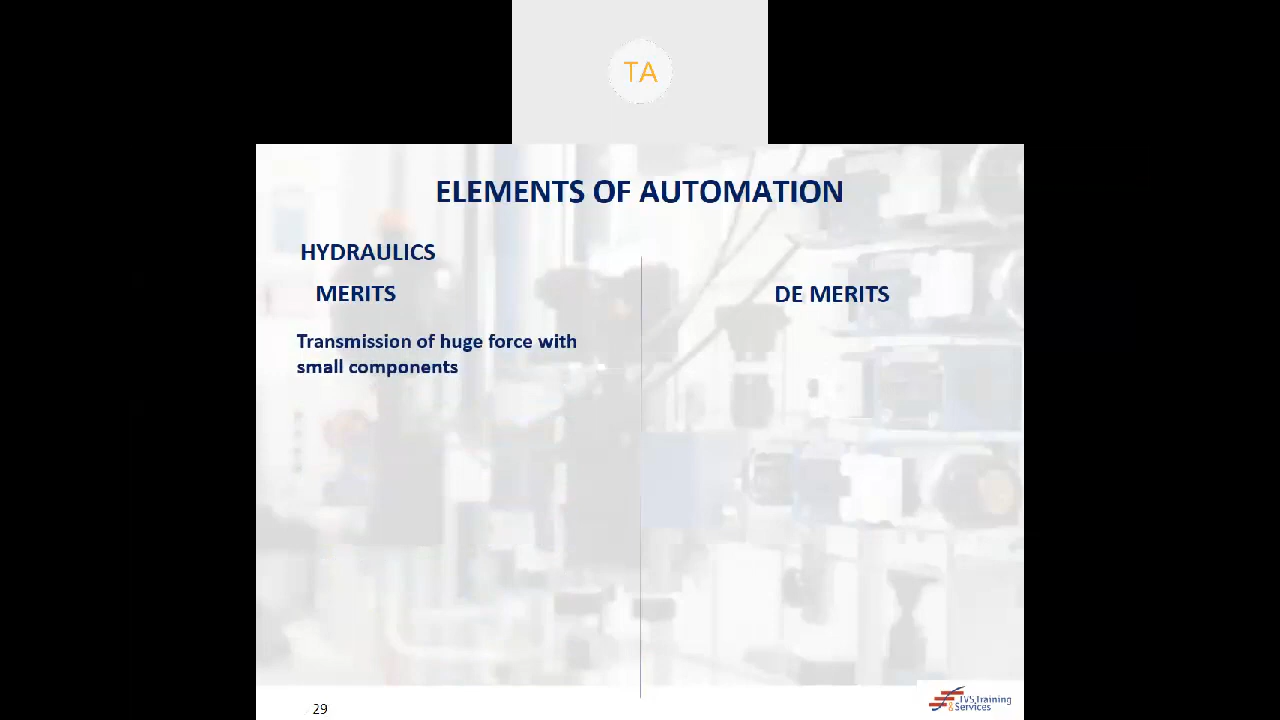 TA
ELEMENTS OF AUTOMATION
HYDRAULICS
MERITS
DE MERITS
Transmission of huge force with
small components
29
TVS Training
& Services